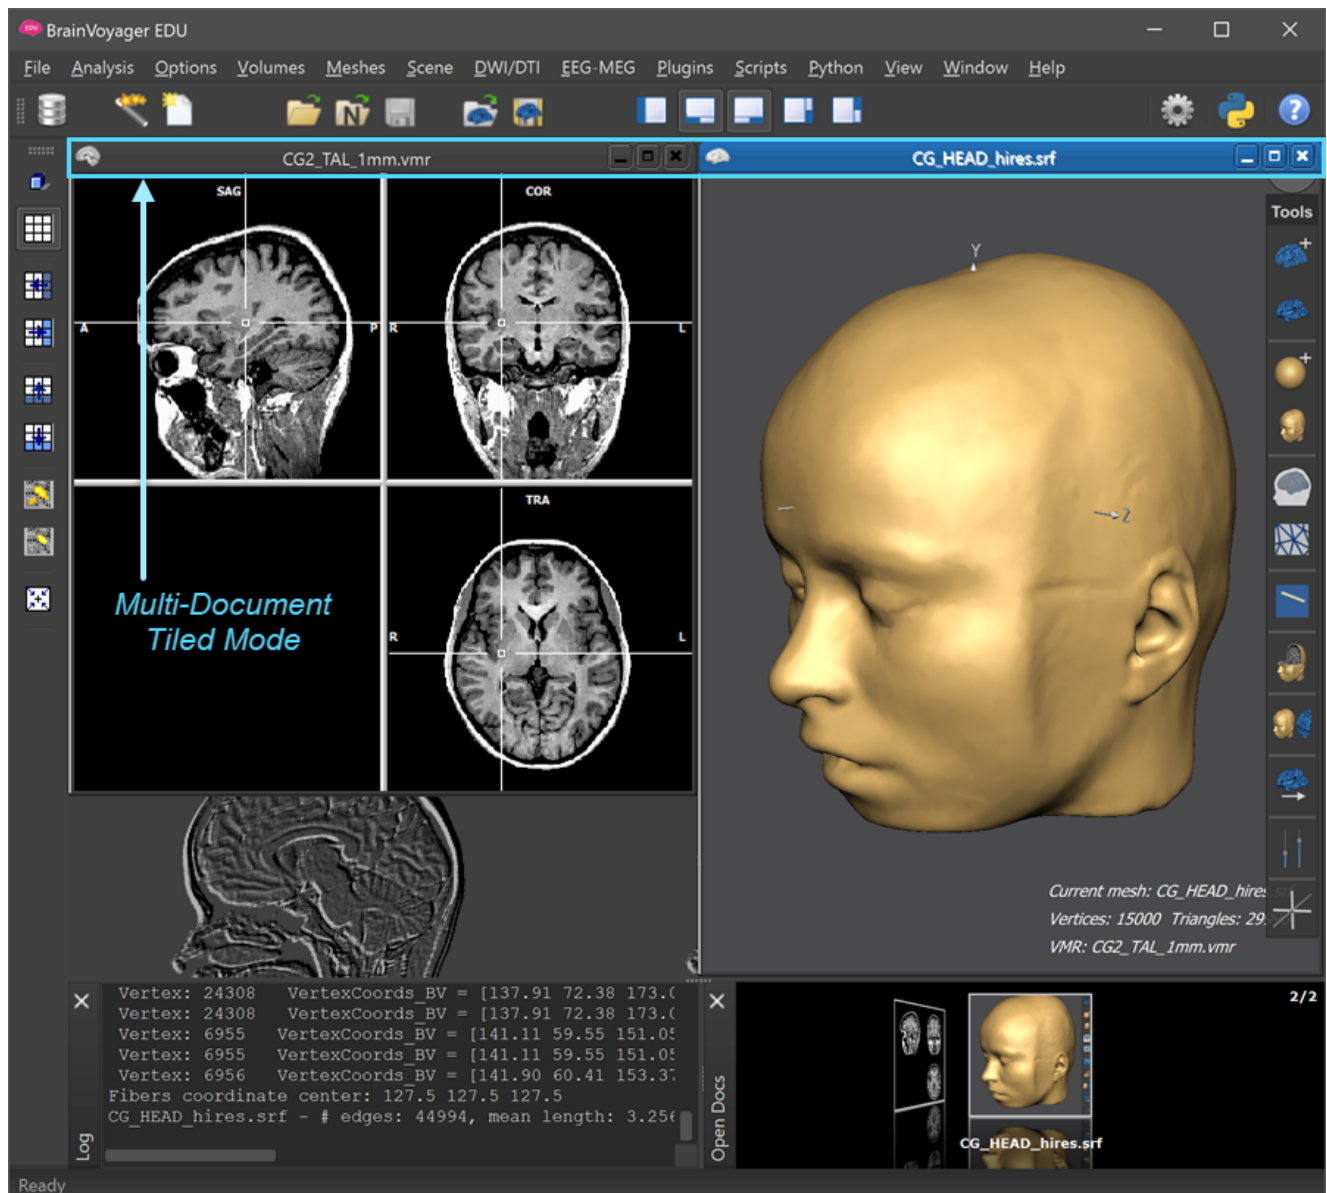 BrainVoyager EDU
File Analysis Options Volumes Meshes Scene DWI/DTI EEG-MEG Plugins Scripts Python View Window Help
CG2_TAL_1mm.vmr
CG_HEAD_hires.srf
SAG
COR
A
P
R
L
TRA
R
L
Multi-Document
Tiled Mode
Tools
Y
Z
Current mesh: CG_HEAD_hires
Vertices: 15000 Triangles: 29
VMR: CG2_TAL_1mm.vmr
Vertex: 24308 VertexCoords_BV = [137.91 72.38 173.0
Vertex: 24308 VertexCoords_BV = [137.91 72.38 173.0
Vertex: 6955 VertexCoords_BV = [141.11 59.55 151.05
Vertex: 6955 VertexCoords_BV = [141.11 59.55 151.05
Vertex: 6956 VertexCoords_BV = [141.90 60.41 153.37
Fibers coordinate center: 127.5 127.5 127.5
CG_HEAD_hires.srf - # edges: 44994, mean length: 3.256
Log
Open Docs
2/2
CG_HEAD_hires.srf
Ready